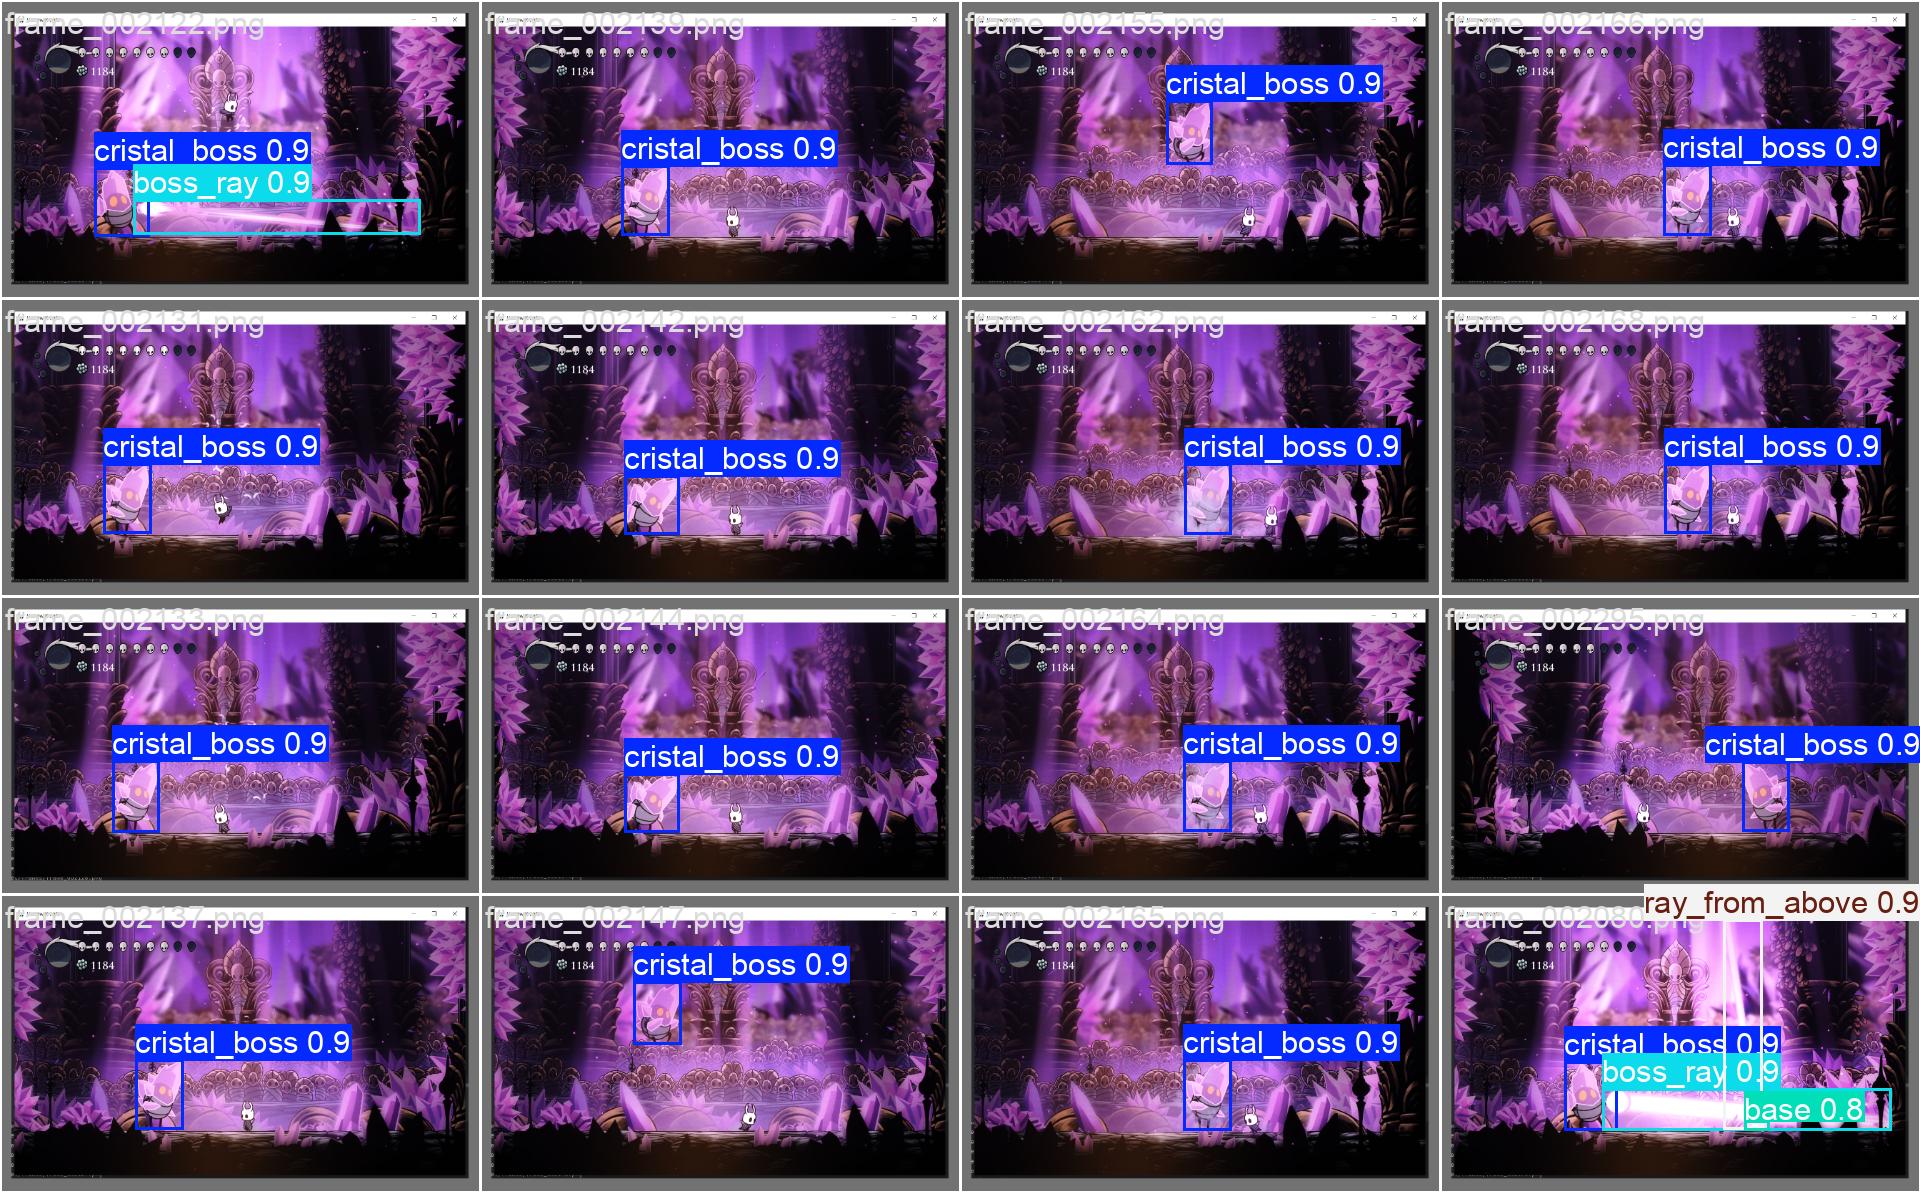 frame_002122.png
1184
cristal_boss 0.9
boss_ray 0.9
frame_002139.png
1184
cristal_boss 0.9
frame_002155.png
1184
cristal_boss 0.9
frame_002166.png
1184
cristal_boss 0.9
frame_002131.png
1184
cristal_boss 0.9
frame_002142.png
1184
cristal_boss 0.9
frame_002162.png
1184
cristal_boss 0.9
frame_002168.png
1184
cristal_boss 0.9
frame_002133.png
1184
cristal_boss 0.9
frame_002144.png
1184
cristal_boss 0.9
frame_002164.png
1184
cristal_boss 0.9
frame_002295.png
1184
cristal_boss 0.9
frame_002137.png
1184
cristal_boss 0.9
frame_002147.png
1184
cristal_boss 0.9
frame_002165.png
1184
cristal_boss 0.9
frame_002080.png
ray_from_above 0.9
1184
cristal_boss 0.9
boss_ray 0.9
base 0.8